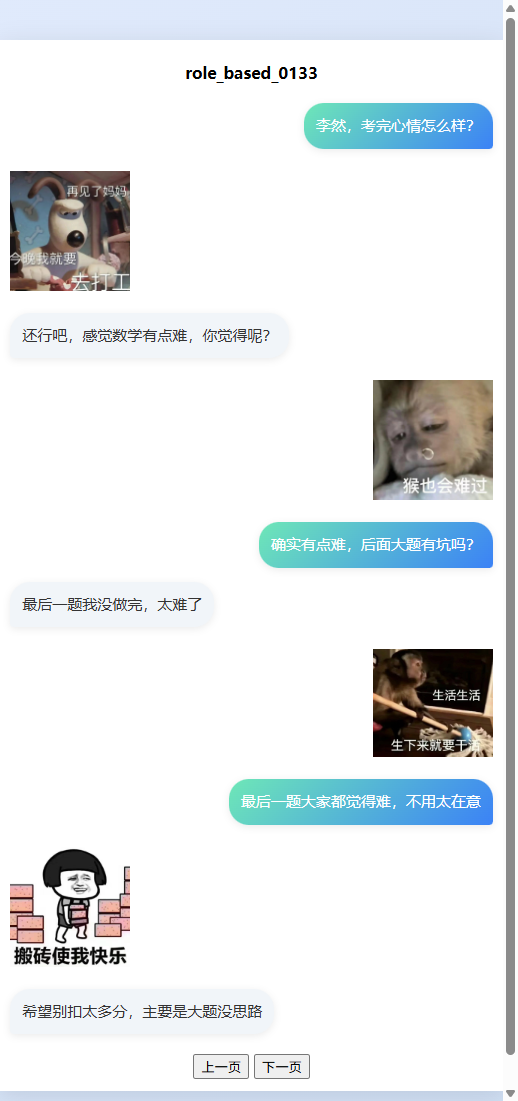 role_based_0133
李然，考完心情怎么样？
再见了妈妈
今晚我就要
去打工
还行吧，感觉数学有点难，你觉得呢？
猴也会难过
确实有点难，后面大题有坑吗？
最后一题我没做完，太难了
生活生活
生下来就要干活
最后一题大家都觉得难，不用太在意
搬砖使我快乐
希望别扣太多分，主要是大题没思路
上一页
下一页